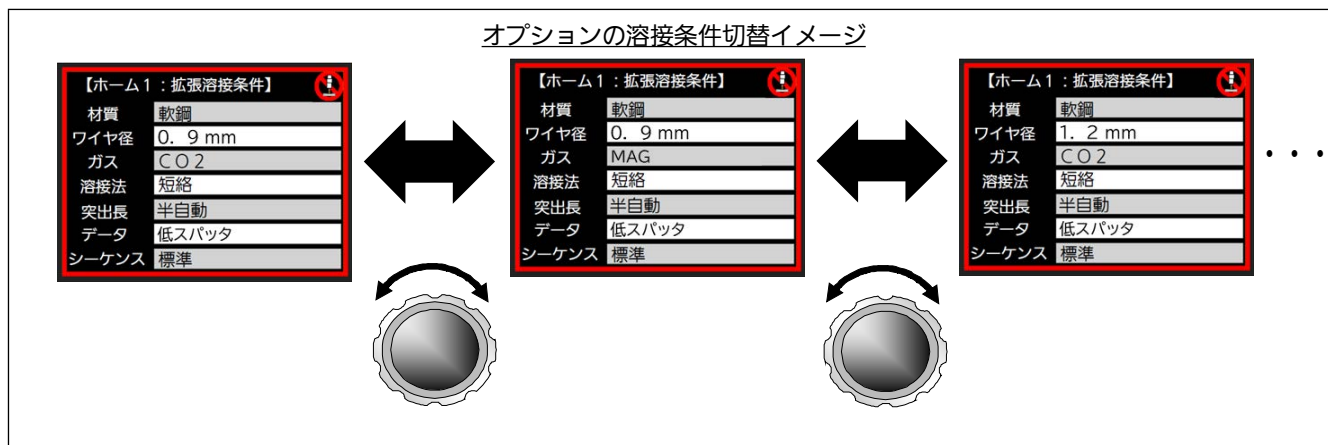 オプションの溶接条件切替イメージ
【ホーム1：拡張溶接条件】
材質 軟鋼
ワイヤ径 0．9mm
ガス CO2
溶接法 短絡
突出長 半自動
データ 低スパッタ
シーケンス 標準
【ホーム1：拡張溶接条件】
材質 軟鋼
ワイヤ径 0．9mm
ガス MAG
溶接法 短絡
突出長 半自動
データ 低スパッタ
シーケンス 標準
【ホーム1：拡張溶接条件】
材質 軟鋼
ワイヤ径 1．2mm
ガス CO2
溶接法 短絡
突出長 半自動
データ 低スパッタ
シーケンス 標準
・・・